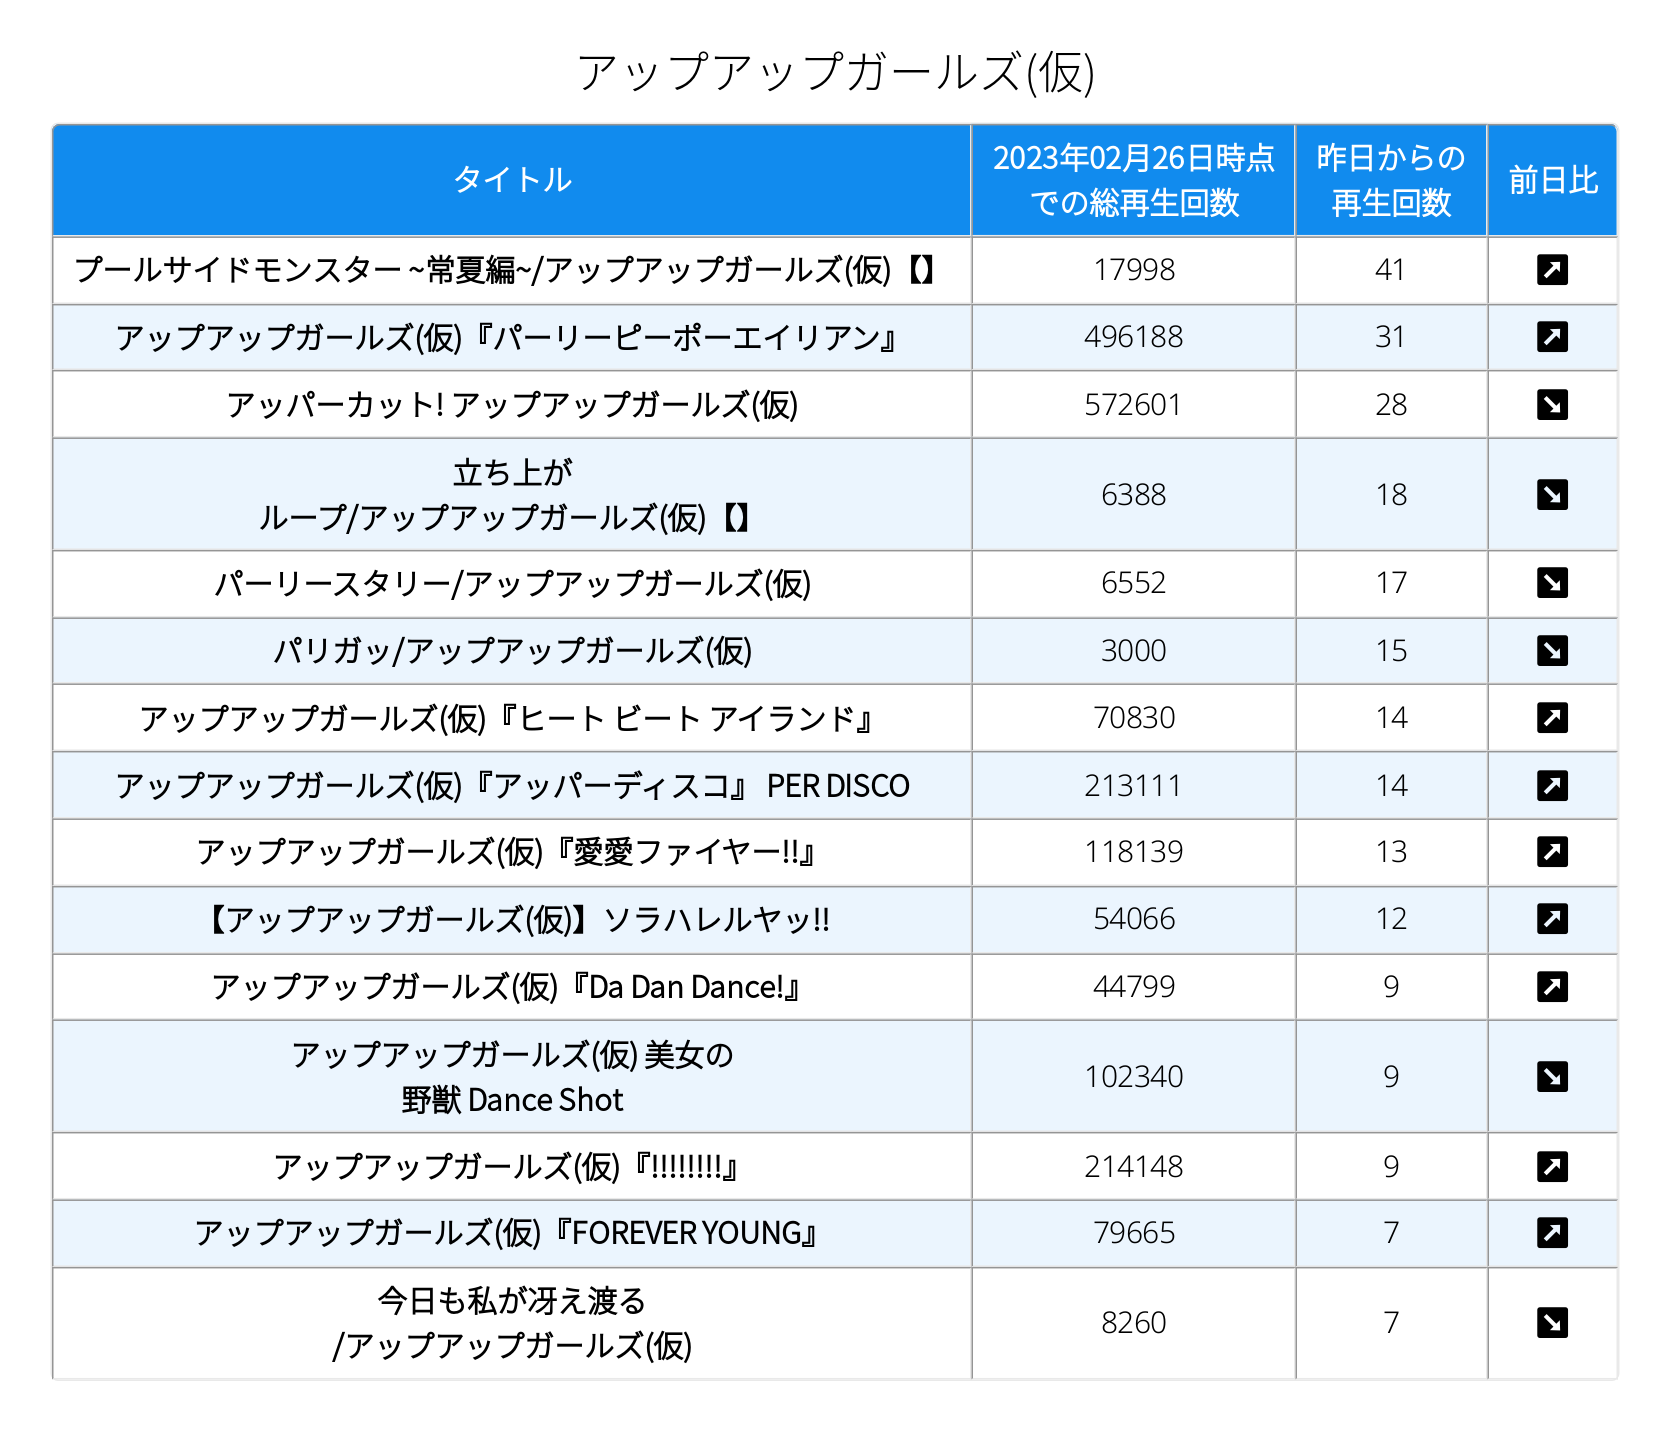 アップアップガールズ(仮)
タイトル
2023年02月26日時点
での総再生回数
昨日からの
再生回数
前日比
プールサイドモンスター ~常夏編~/アップアップガールズ(仮)【】
17998
41
アップアップガールズ(仮)『パーリーピーポーエイリアン』
496188
31
アッパーカット! アップアップガールズ(仮)
572601
28
立ち上が
ループ/アップアップガールズ(仮)【】
6388
18
パーリースタリー/アップアップガールズ(仮)
6552
17
パリガッ/アップアップガールズ(仮)
3000
15
アップアップガールズ(仮)『ヒート ビート アイランド』
70830
14
アップアップガールズ(仮)『アッパーディスコ』 PER DISCO
213111
14
アップアップガールズ(仮)『愛愛ファイヤー!!』
118139
13
【アップアップガールズ(仮)】ソラハレルヤッ!!
54066
12
アップアップガールズ(仮)『Da Dan Dance!』
44799
9
アップアップガールズ(仮) 美女の
野獣 Dance Shot
102340
9
アップアップガールズ(仮)『!!!!!!!!』
214148
9
アップアップガールズ(仮)『FOREVER YOUNG』
79665
7
今日も私が冴え渡る
/アップアップガールズ(仮)
8260
7